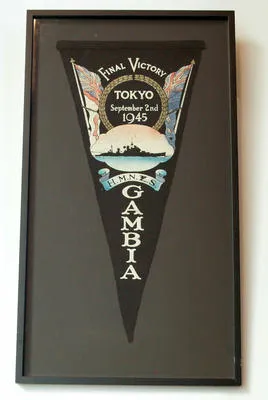 FINAL VICTORY
TOKYO
September 2nd
1945
H.M.N.Z.S
GAMBIA